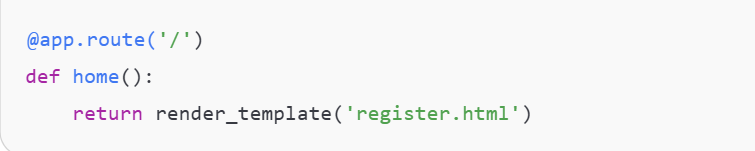 @app.route('/')
def home():
    return render_template('register.html')